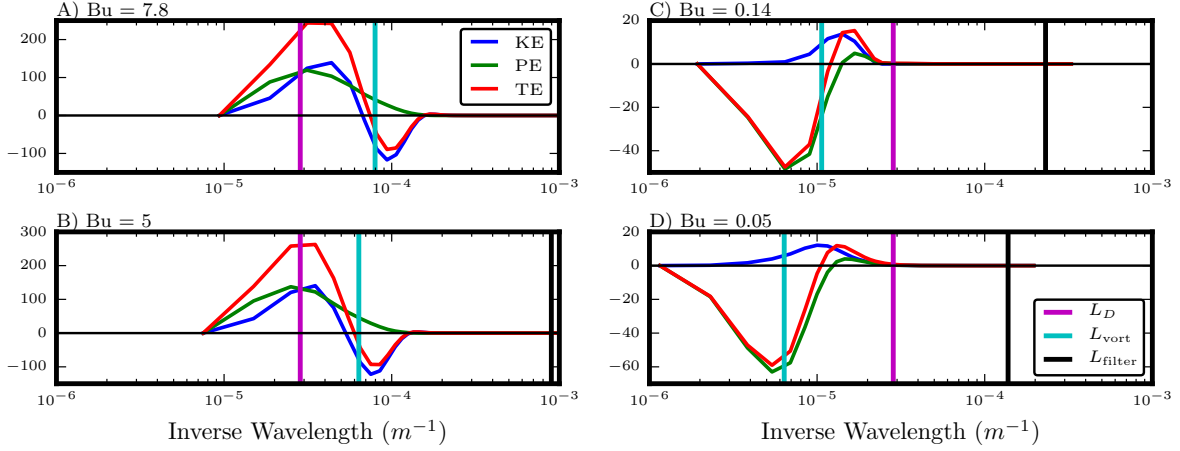 A) Bu = 7.8
200
100
0
−100
10⁻⁶ 10⁻⁵ 10⁻⁴ 10⁻³
KE
PE
TE
B) Bu = 5
300
200
100
0
−100
10⁻⁶ 10⁻⁵ 10⁻⁴ 10⁻³
Inverse Wavelength (m⁻¹)
C) Bu = 0.14
20
0
−20
−40
10⁻⁶ 10⁻⁵ 10⁻⁴ 10⁻³
D) Bu = 0.05
20
0
−20
−40
−60
10⁻⁶ 10⁻⁵ 10⁻⁴ 10⁻³
L_D
L_vort
L_filter
Inverse Wavelength (m⁻¹)